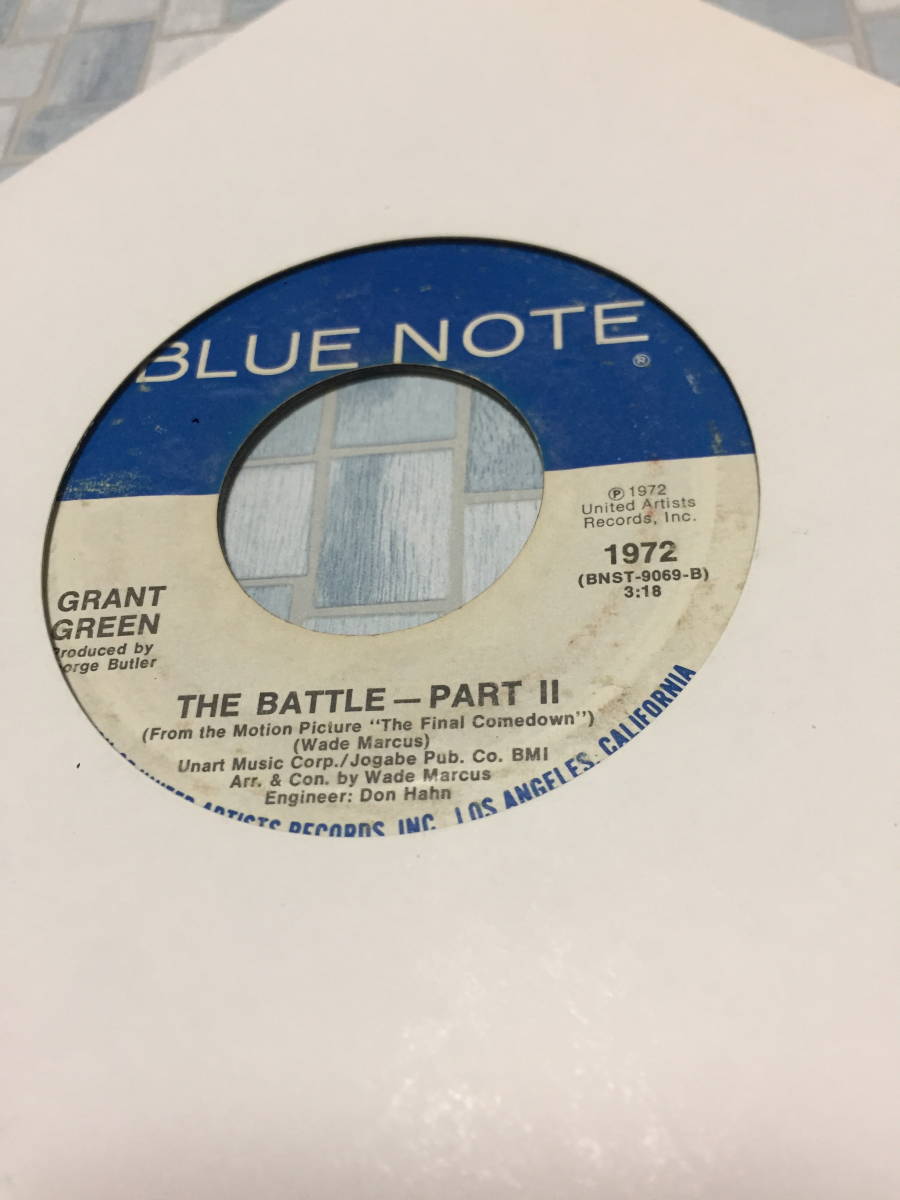 BLUE NOTE
®
℗ 1972
United Artists
Records, Inc.
1972
(BNST-9069-B)
3:18
GRANT
GREEN
Produced by
orge Butler
THE BATTLE — PART II
(From the Motion Picture "The Final Comedown")
(Wade Marcus)
Unart Music Corp./Jogabe Pub. Co. BMI
Arr. & Con. by Wade Marcus
Engineer: Don Hahn
ARTISTS RECORDS, INC. LOS ANGELES, CALIFORNIA